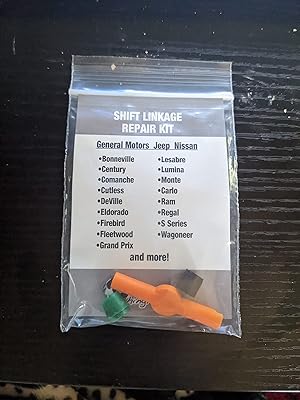 SHIFT LINKAGE
REPAIR KIT
General Motors Jeep Nissan
•Bonneville
•Century
•Comanche
•Cutless
•DeVille
•Eldorado
•Firebird
•Fleetwood
•Grand Prix
•Lesabre
•Lumina
•Monte
•Carlo
•Ram
•Regal
•S Series
•Wagoneer
and more!